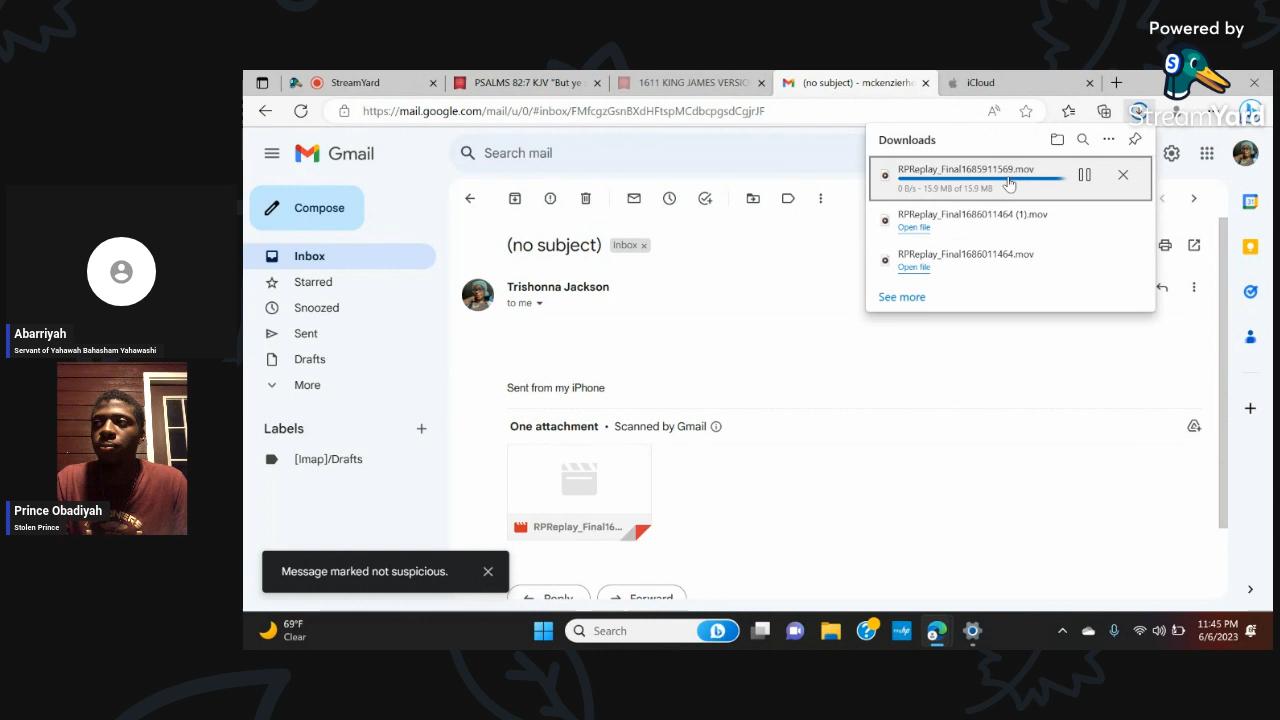 Powered by
StreamYard
StreamYard
PSALMS 82:7 KJV "But ye
1611 KING JAMES VERSIO
(no subject) - mckenzierhe
iCloud
https://mail.google.com/mail/u/0/#inbox/FMfcgzGsnBXdHFtspMCdbcpgsdCgjrJF
Gmail
Search mail
Downloads
RPReplay_Final1685911569.mov
0 B/s - 15.9 MB of 15.9 MB
RPReplay_Final1686011464 (1).mov
Open file
RPReplay_Final1686011464.mov
Open file
See more
Compose
Inbox
Starred
Snoozed
Sent
Drafts
More
Labels
[Imap]/Drafts
(no subject)
Inbox x
Trishonna Jackson
to me
Sent from my iPhone
One attachment • Scanned by Gmail
RPReplay_Final16...
Reply
Forward
Message marked not suspicious.
Abarriyah
Servant of Yahawah Bahasham Yahawashi
Prince Obadiyah
Stolen Prince
69°F
Clear
Search
11:45 PM
6/6/2023